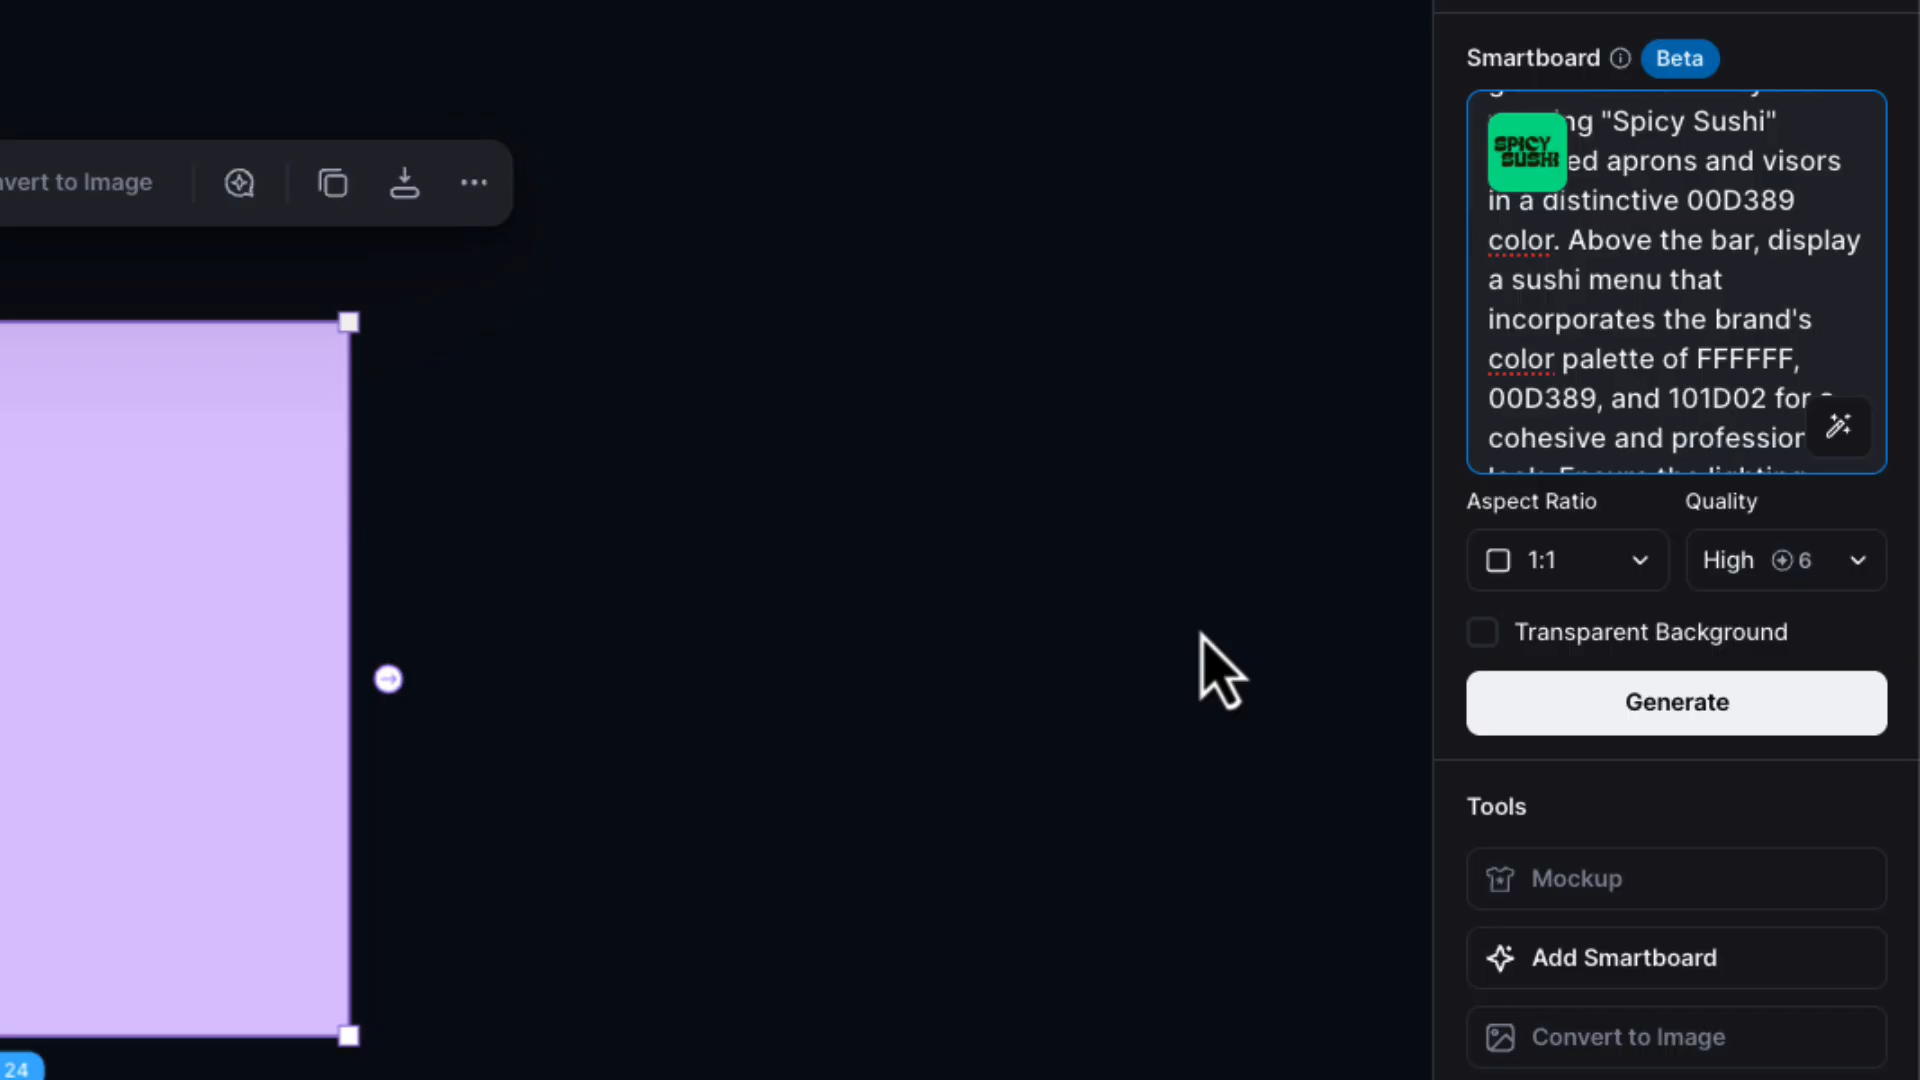 Smartboard
Beta
ng "Spicy Sushi"
SPICY
SUSHI
ed aprons and visors
in a distinctive 00D389
color. Above the bar, display
a sushi menu that
incorporates the brand's
color palette of FFFFFF,
00D389, and 101D02 for
cohesive and profession
Aspect Ratio
Quality
1:1
High 6
Transparent Background
Generate
Tools
Mockup
Add Smartboard
Convert to Image
vert to Image
24